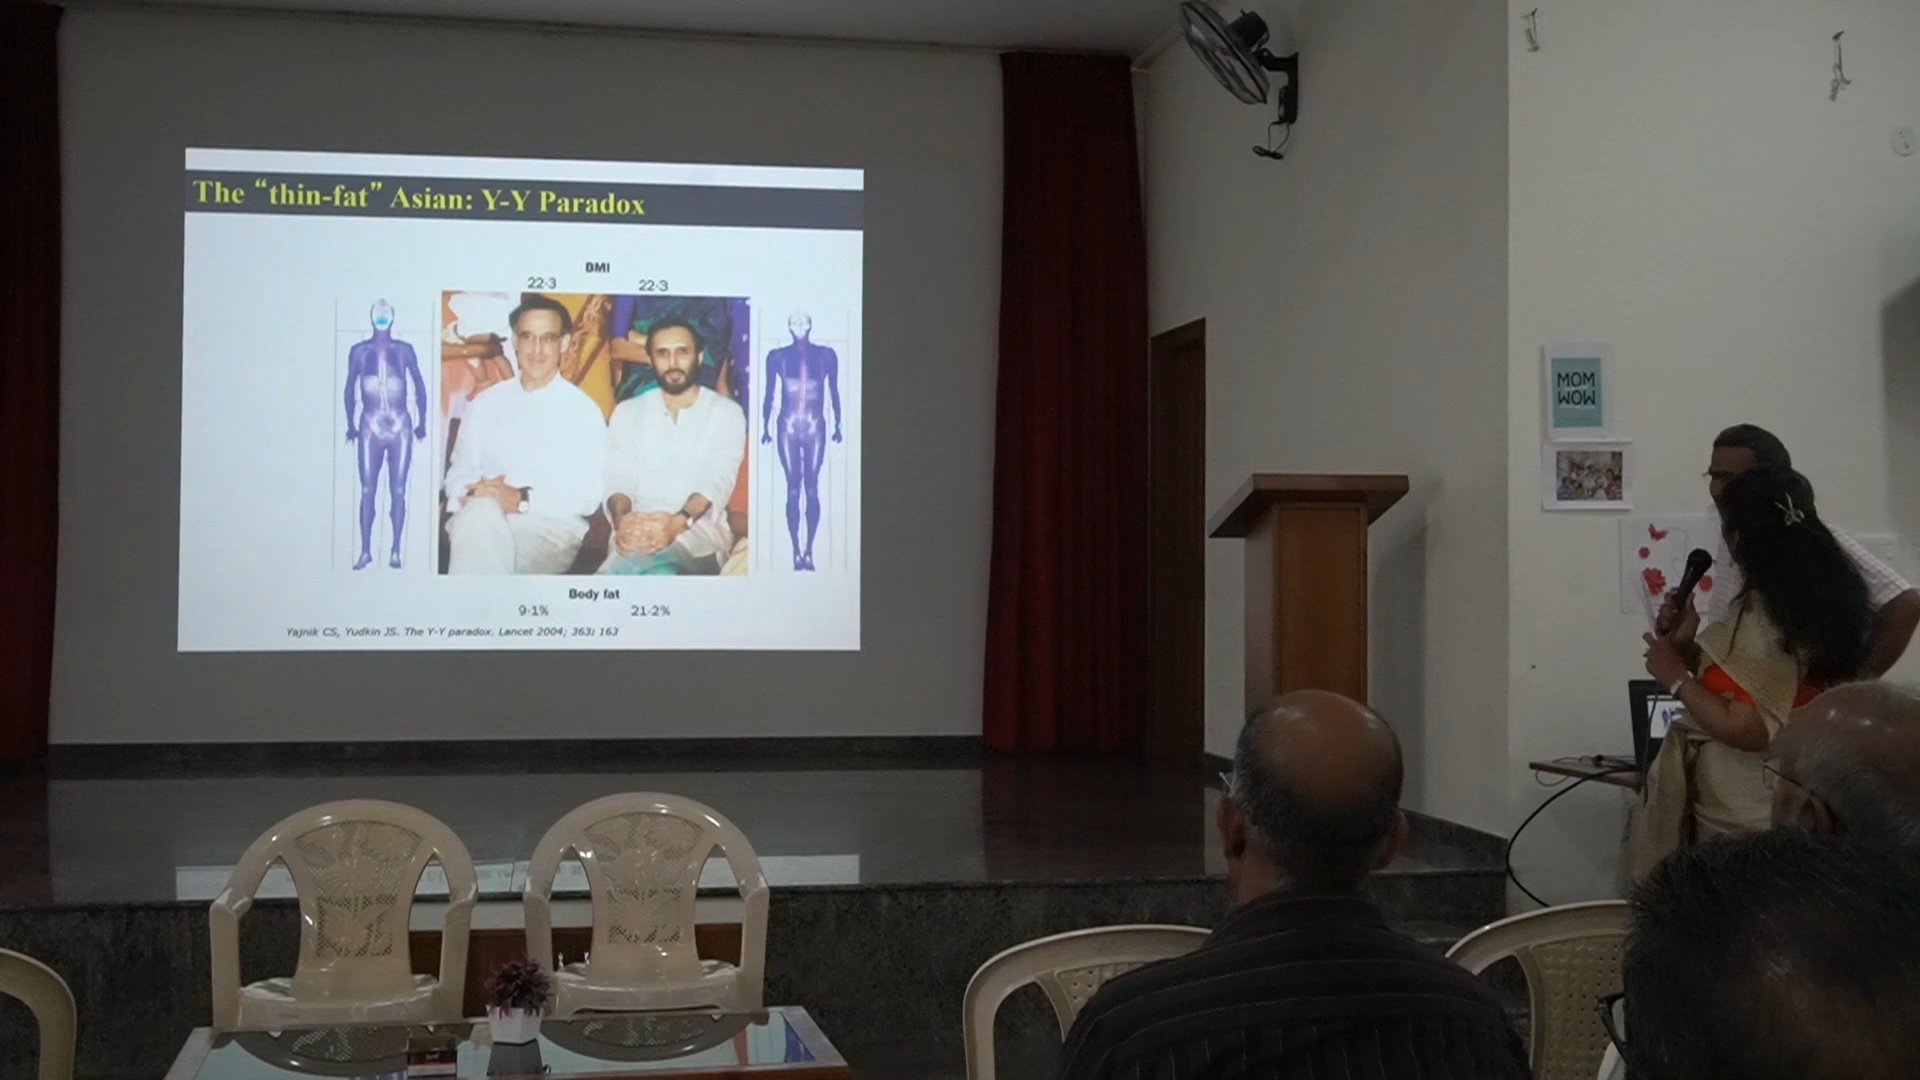 The “thin-fat” Asian: Y-Y Paradox
BMI
22·3 22·3
Body fat
9·1% 21·2%
Yajnik CS, Yudkin JS. The Y-Y paradox. Lancet 2004; 363: 163
MOM
WOW